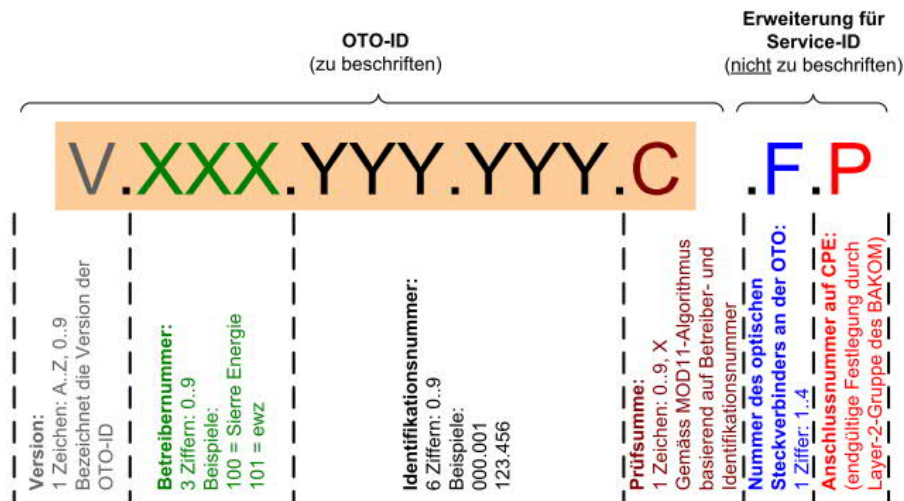 OTO-ID
(zu beschriften)
Erweiterung für
Service-ID
(nicht zu beschriften)
V.XXX.YYY.YYY.C .F.P
Version:
1 Zeichen: A..Z, 0..9
Bezeichnet die Version der
OTO-ID
Betreibernummer:
3 Ziffern: 0..9
Beispiele:
100 = Sierre Energie
101 = ewz
Identifikationsnummer:
6 Ziffern: 0..9
Beispiele:
000.001
123.456
Prüfsumme:
1 Zeichen: 0..9, X
Gemäss MOD11-Algorithmus
basierend auf Betreiber- und
Identifikationsnummer
Nummer des optischen
Steckverbinders an der OTO:
1 Ziffer: 1..4
Anschlussnummer auf CPE:
(endgültige Festlegung durch
Layer-2-Gruppe des BAKOM)